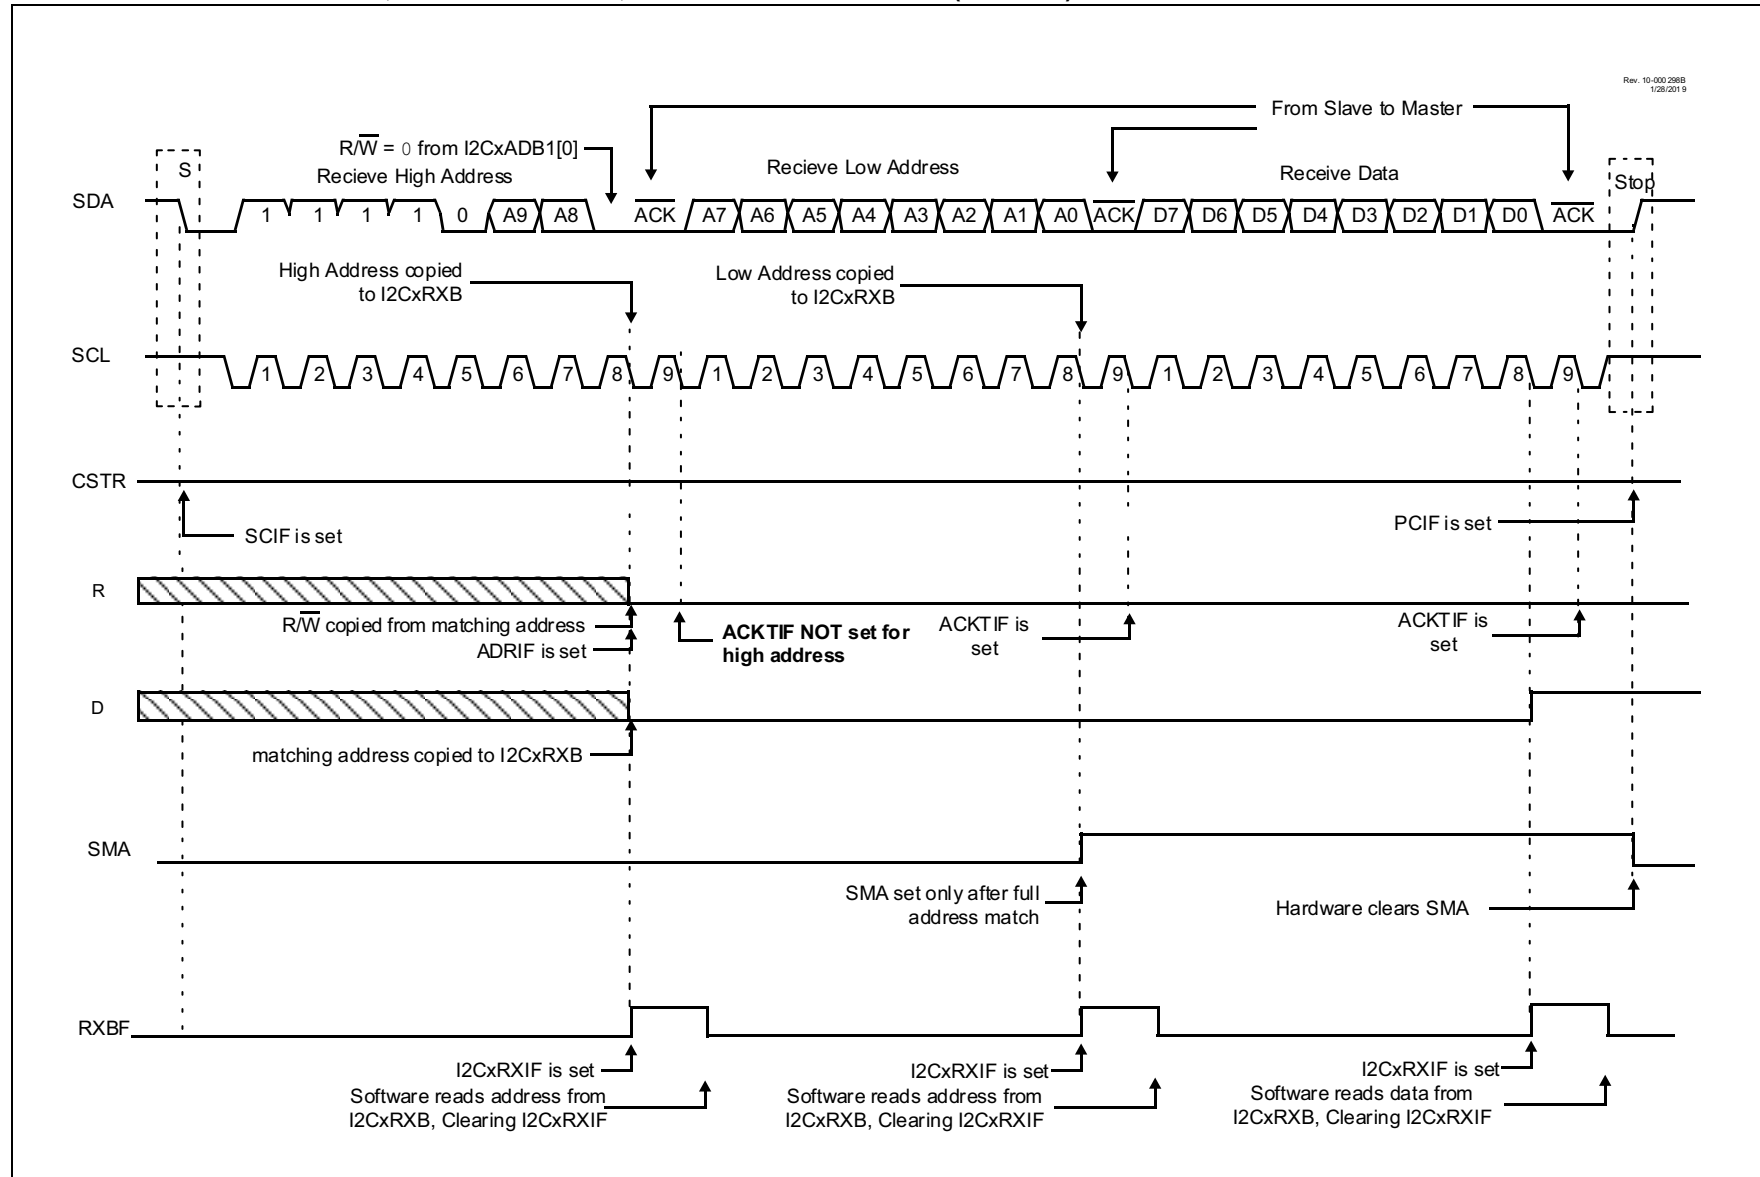 Rev. 10-000 298B
1/28/201 9
From Slave to Master
R/W = 0 from I2CxADB1[0]
S
Recieve High Address
Recieve Low Address
Receive Data
Stop
SDA
1 1 1 1 0 A9 A8 ACK A7 A6 A5 A4 A3 A2 A1 A0 ACK D7 D6 D5 D4 D3 D2 D1 D0 ACK
High Address copied
to I2CxRXB
Low Address copied
to I2CxRXB
SCL
1 2 3 4 5 6 7 8 9 1 2 3 4 5 6 7 8 9 1 2 3 4 5 6 7 8 9
CSTR
SCIF is set
PCIF is set
R
R/W copied from matching address
ADRIF is set
ACKTIF NOT set for
high address
ACKTIF is
set
ACKTIF is
set
D
matching address copied to I2CxRXB
SMA
SMA set only after full
address match
Hardware clears SMA
RXBF
I2CxRXIF is set
Software reads address from
I2CxRXB, Clearing I2CxRXIF
I2CxRXIF is set
Software reads address from
I2CxRXB, Clearing I2CxRXIF
I2CxRXIF is set
Software reads data from
I2CxRXB, Clearing I2CxRXIF